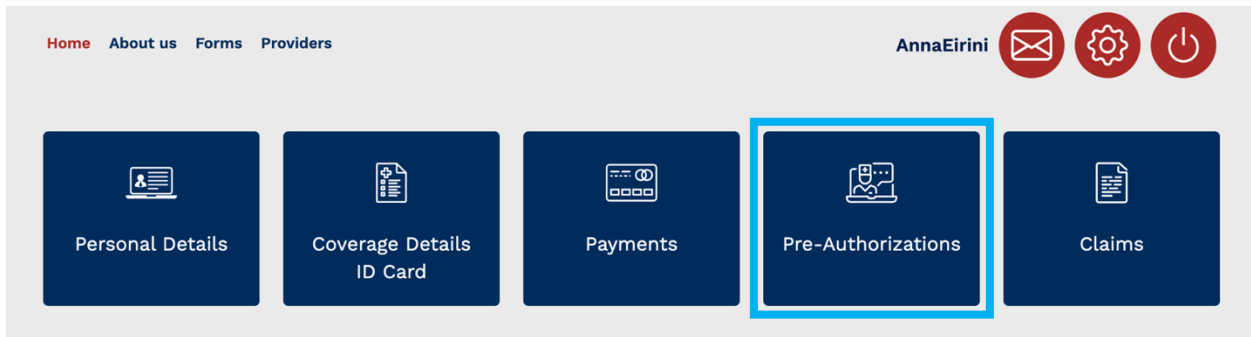 Home About us Forms Providers
AnnaEirini
Personal Details
Coverage Details
ID Card
Payments
Pre-Authorizations
Claims